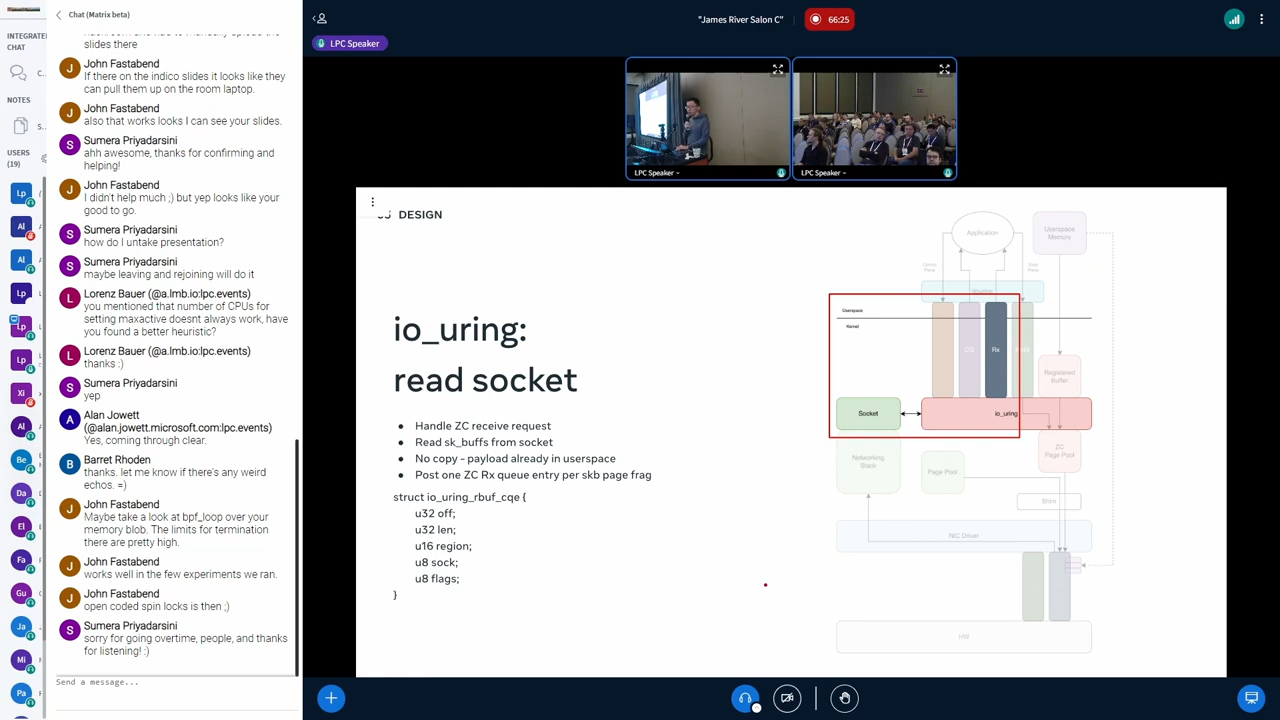 Chat (Matrix beta)
INTEGRATE
CHAT
NOTES
USERS
(19)
slides there
John Fastabend
If there on the indico slides it looks like they
can pull them up on the room laptop.
John Fastabend
also that works looks I can see your slides.
Sumera Priyadarsini
ahh awesome, thanks for confirming and
helping!
John Fastabend
I didn't help much ;) but yep looks like your
good to go.
Sumera Priyadarsini
how do I untake presentation?
Sumera Priyadarsini
maybe leaving and rejoining will do it
Lorenz Bauer (@a.lmb.io:lpc.events)
you mentioned that number of CPUs for
setting maxactive doesnt always work, have
you found a better heuristic?
Lorenz Bauer (@a.lmb.io:lpc.events)
thanks :)
Sumera Priyadarsini
yep
Alan Jowett
(@alan.jowett.microsoft.com:lpc.events)
Yes, coming through clear.
Barret Rhoden
thanks. let me know if there's any weird
echos. =)
John Fastabend
Maybe take a look at bpf_loop over your
memory blob. The limits for termination
there are pretty high.
John Fastabend
works well in the few experiments we ran.
John Fastabend
open coded spin locks is then ;)
Sumera Priyadarsini
sorry for going overtime, people, and thanks
for listening! :)
Send a message...
"James River Salon C"
66:25
LPC Speaker
LPC Speaker
LPC Speaker
DESIGN
io_uring:
read socket
Handle ZC receive request
Read sk_buffs from socket
No copy - payload already in userspace
Post one ZC Rx queue entry per skb page frag
struct io_uring_rbuf_cqe {
u32 off;
u32 len;
u16 region;
u8 sock;
u8 flags;
}
Application
Userspace
Memory
Userspace
Kernel
CQ
Rx
Registered
Buffer
Socket
io_uring
Networking
Stack
Page Pool
ZC
Page Pool
Shim
NIC Driver
HW